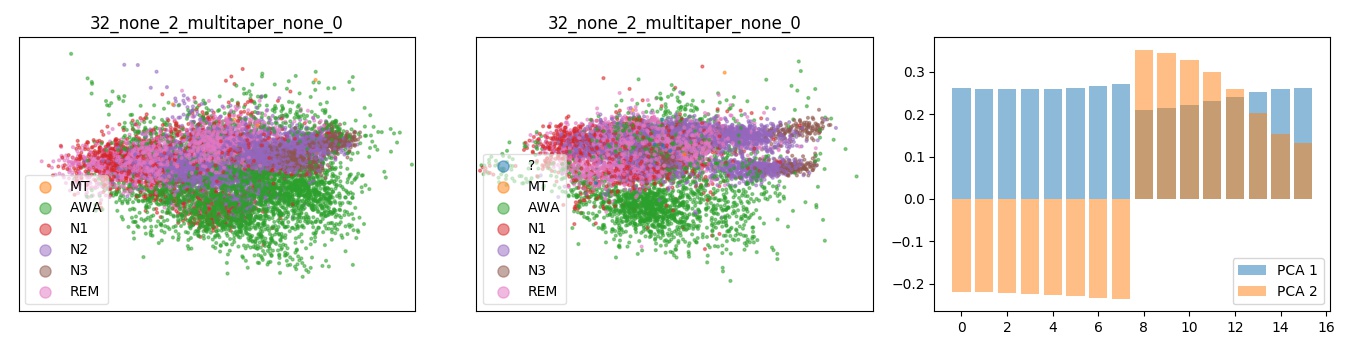 32_none_2_multitaper_none_0
MT
AWA
N1
N2
N3
REM
32_none_2_multitaper_none_0
?
MT
AWA
N1
N2
N3
REM
0.3
0.2
0.1
0.0
−0.1
−0.2
0 2 4 6 8 10 12 14 16
PCA 1
PCA 2